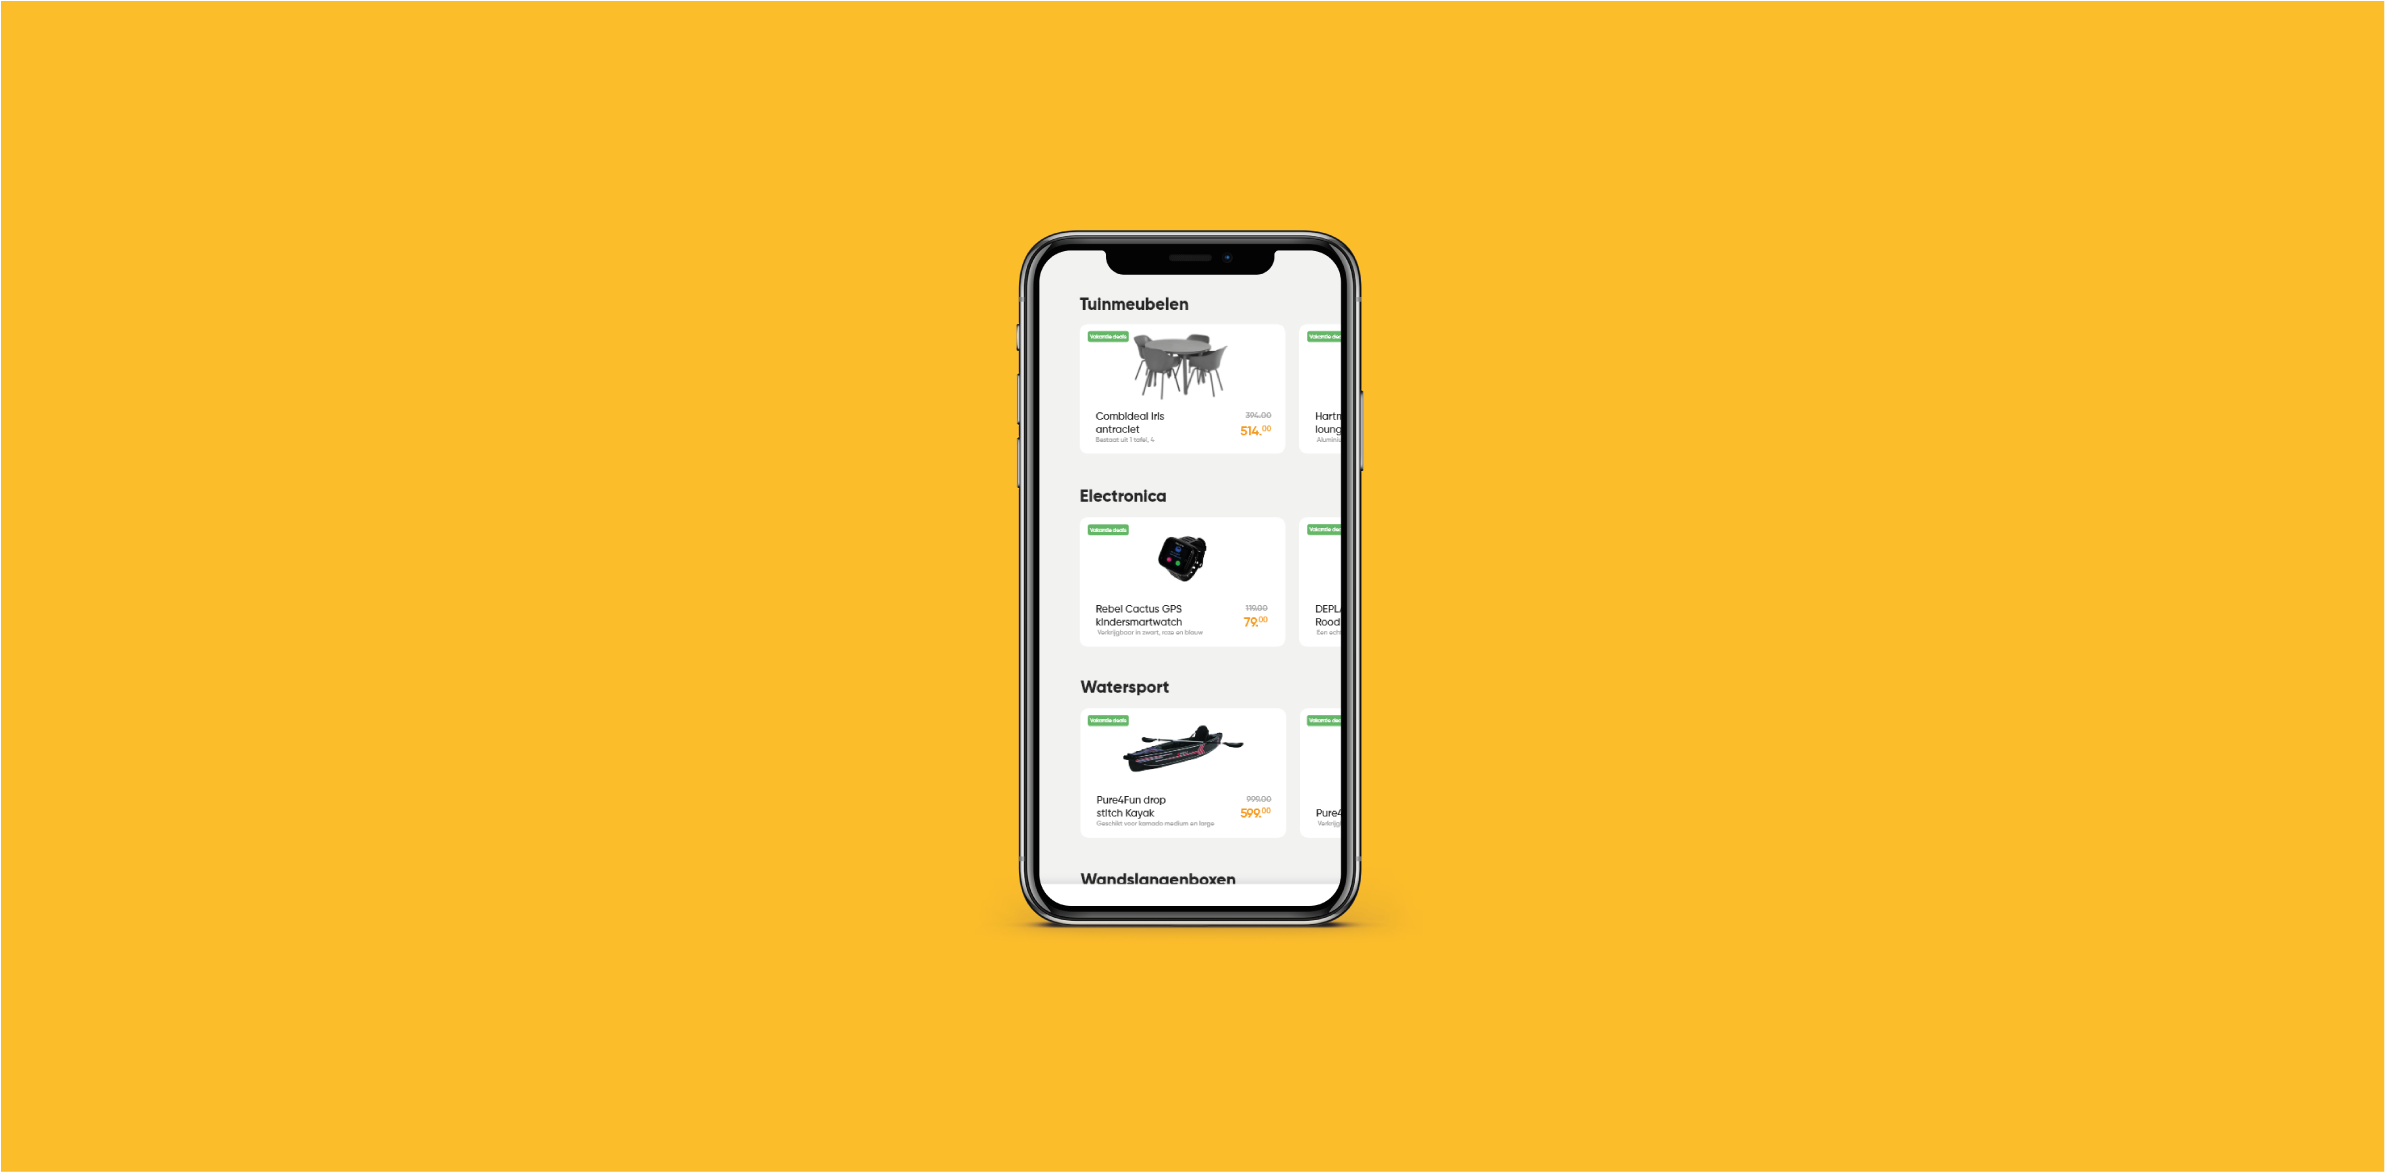 Tuinmeubelen
Vakantie deals
Vakantie dea
Combideal Iris
antraciet
Bestaat uit 1 tafel, 4
394.00
514.00
Hartm
loung
Aluminiu
Electronica
Vakantie deals
Vakantie dea
Rebel Cactus GPS
kindersmartwatch
Verkrijgbaar in zwart, roze en blauw
119.00
79.00
DEPL
Rood
Een ech
Watersport
Vakantie deals
Vakantie dea
Pure4Fun drop
stitch Kayak
Geschikt voor kamado medium en large
999.00
599.00
Pure4
Verkrijg
Wandslangenboxen